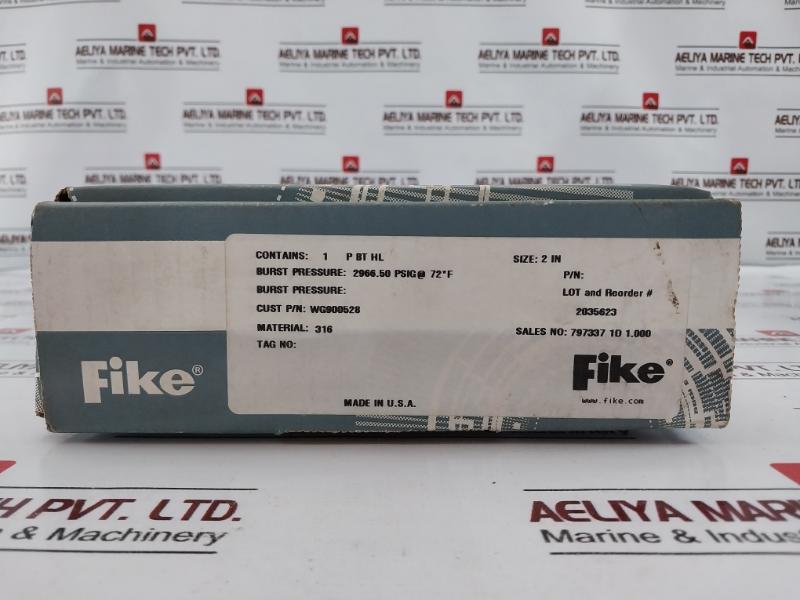 AELIYA MARINE TECH PVT. LTD.
Marine & Industrial Automation & Machinery
CONTAINS: 1 P BT HL
SIZE: 2 IN
BURST PRESSURE: 2966.50 PSIG@ 72°F
P/N:
BURST PRESSURE:
LOT and Reorder #
CUST P/N: WG900528
2035623
MATERIAL: 316
SALES NO: 797337 1D 1.000
TAG NO:
Fike®
Fike®
www.fike.com
MADE IN U.S.A.
PVT. LTD.
& Machinery
AELIYA MARINE TECH
Marine & Indus